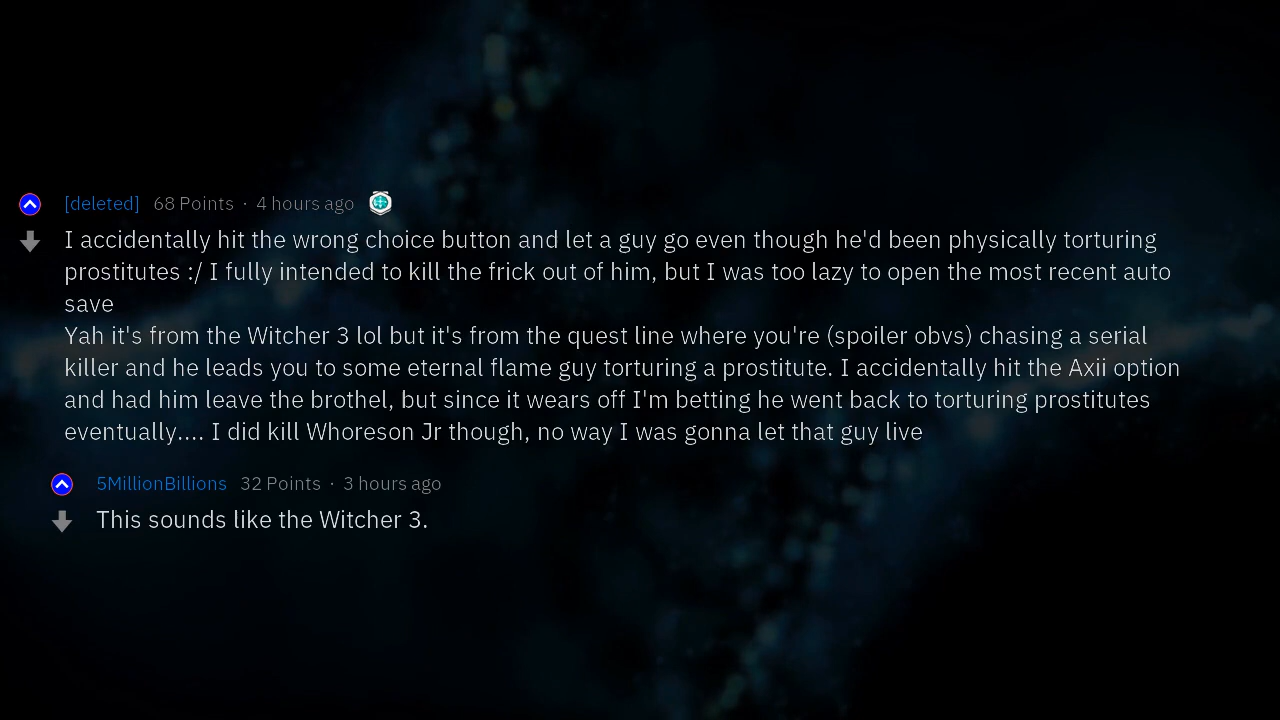 [deleted] 68 Points · 4 hours ago
I accidentally hit the wrong choice button and let a guy go even though he'd been physically torturing
prostitutes :/ I fully intended to kill the frick out of him, but I was too lazy to open the most recent auto
save
Yah it's from the Witcher 3 lol but it's from the quest line where you're (spoiler obvs) chasing a serial
killer and he leads you to some eternal flame guy torturing a prostitute. I accidentally hit the Axii option
and had him leave the brothel, but since it wears off I'm betting he went back to torturing prostitutes
eventually.... I did kill Whoreson Jr though, no way I was gonna let that guy live
5MillionBillions 32 Points · 3 hours ago
This sounds like the Witcher 3.